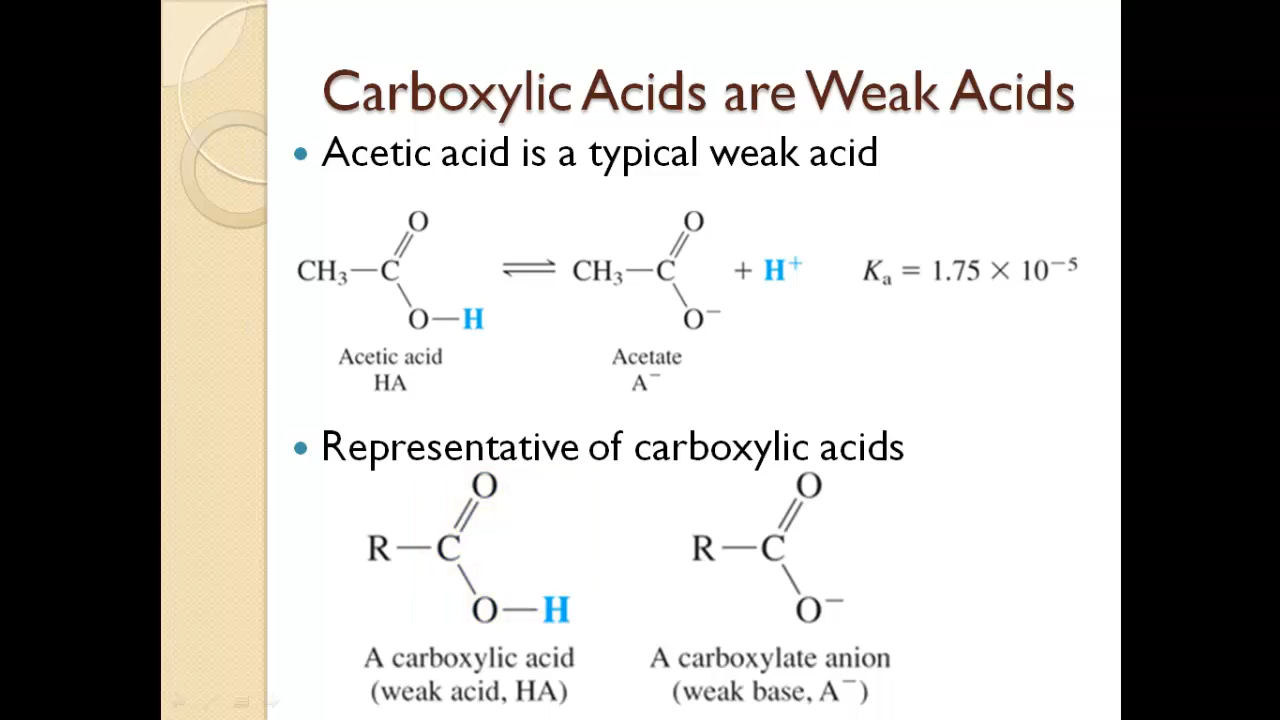 Carboxylic Acids are Weak Acids
• Acetic acid is a typical weak acid
O O
CH₃—C ⇌ CH₃—C + H⁺ Kₐ = 1.75 × 10⁻⁵
O—H O⁻
Acetic acid Acetate
HA A⁻
• Representative of carboxylic acids
O O
R—C R—C
O—H O⁻
A carboxylic acid A carboxylate anion
(weak acid, HA) (weak base, A⁻)